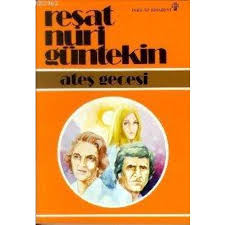 reşat
nuri
güntekin
ateş gecesi